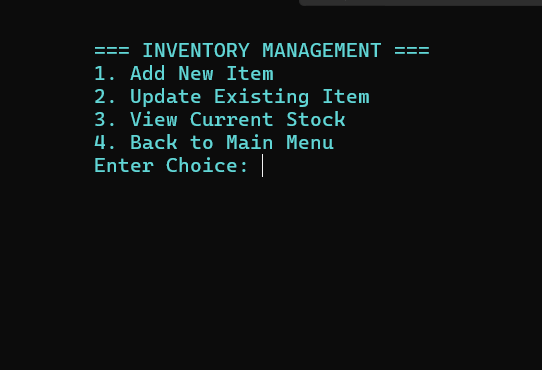 === INVENTORY MANAGEMENT ===
1. Add New Item
2. Update Existing Item
3. View Current Stock
4. Back to Main Menu
Enter Choice: